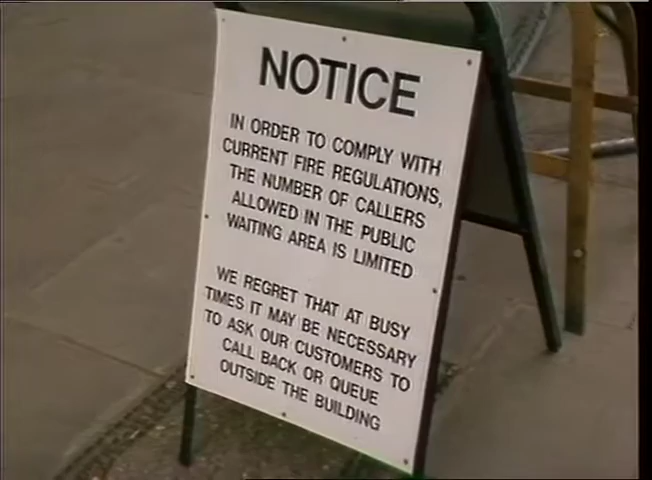 NOTICE
IN ORDER TO COMPLY WITH
CURRENT FIRE REGULATIONS,
THE NUMBER OF CALLERS
ALLOWED IN THE PUBLIC
WAITING AREA IS LIMITED
WE REGRET THAT AT BUSY
TIMES IT MAY BE NECESSARY
TO ASK OUR CUSTOMERS TO
CALL BACK OR QUEUE
OUTSIDE THE BUILDING